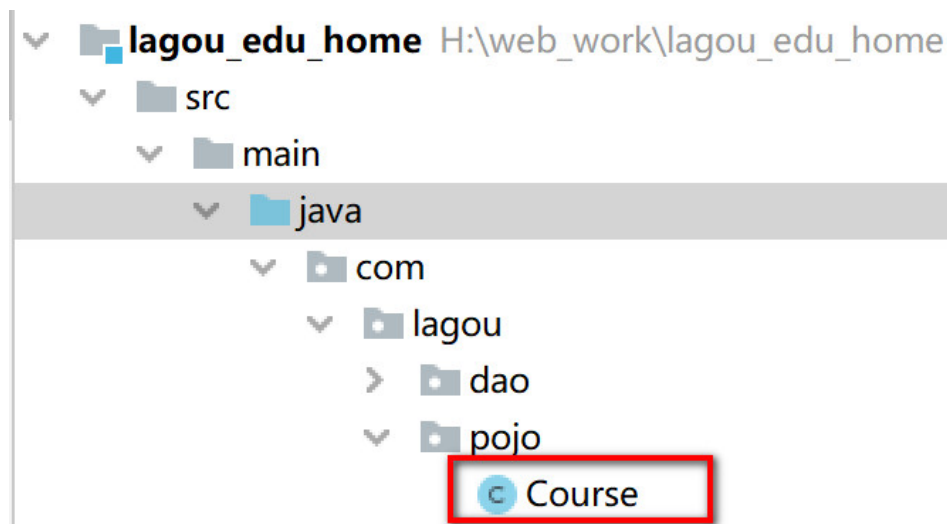 lagou_edu_home H:\web_work\lagou_edu_home
src
main
java
com
lagou
dao
pojo
C Course